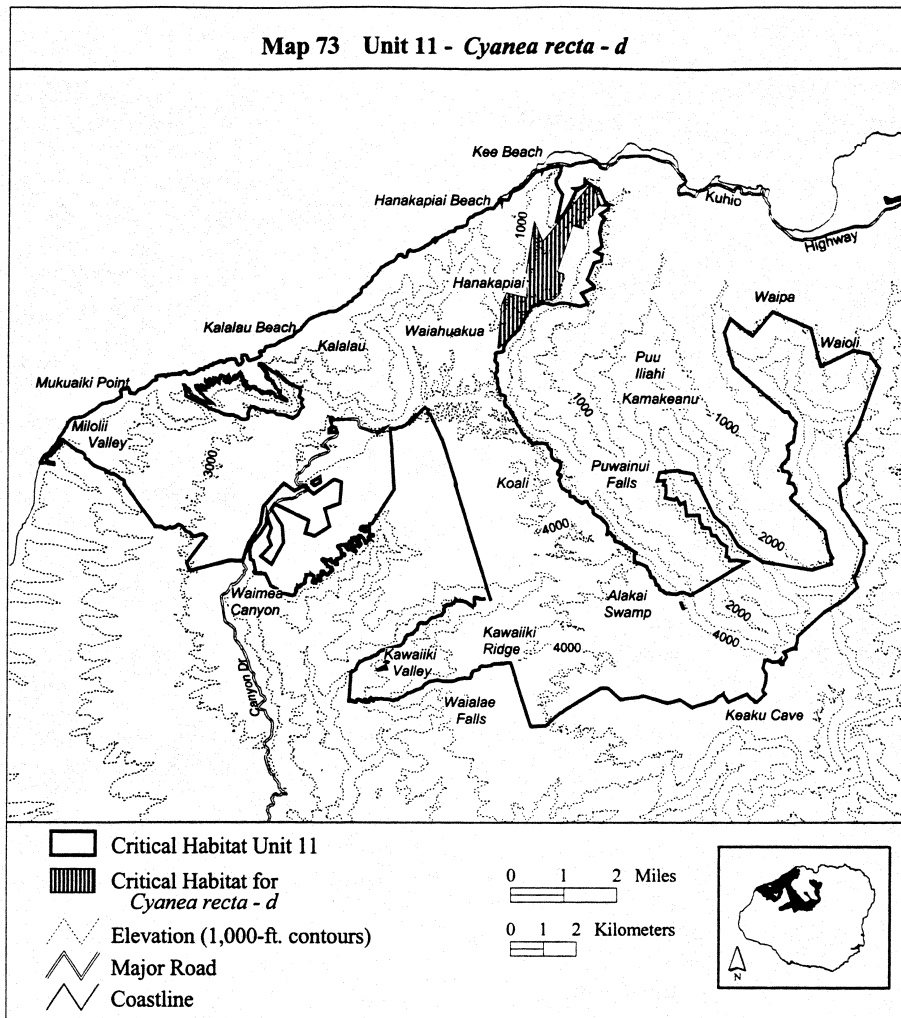 Map 73 Unit 11 - Cyanea recta - d
Kee Beach
Hanakapiai Beach
Kuhio
Highway
1000
Hanakapiai
Waipa
Kalalau Beach
Waiahuakua
Kalalau
Waioli
Puu
Iliahi
Mukuaiki Point
Kamakeanu
1000
1000
Milolii
Valley
3000
Puwainui
Falls
Koali
4000
2000
Waimea
Canyon
Alakai
Swamp
2000
4000
Kawaiiki
Ridge
4000
Kawaiiki
Valley
Canyon Dr.
Waialae
Falls
Keaku Cave
Critical Habitat Unit 11
Critical Habitat for
Cyanea recta - d
Elevation (1,000-ft. contours)
Major Road
Coastline
0 1 2 Miles
0 1 2 Kilometers
N